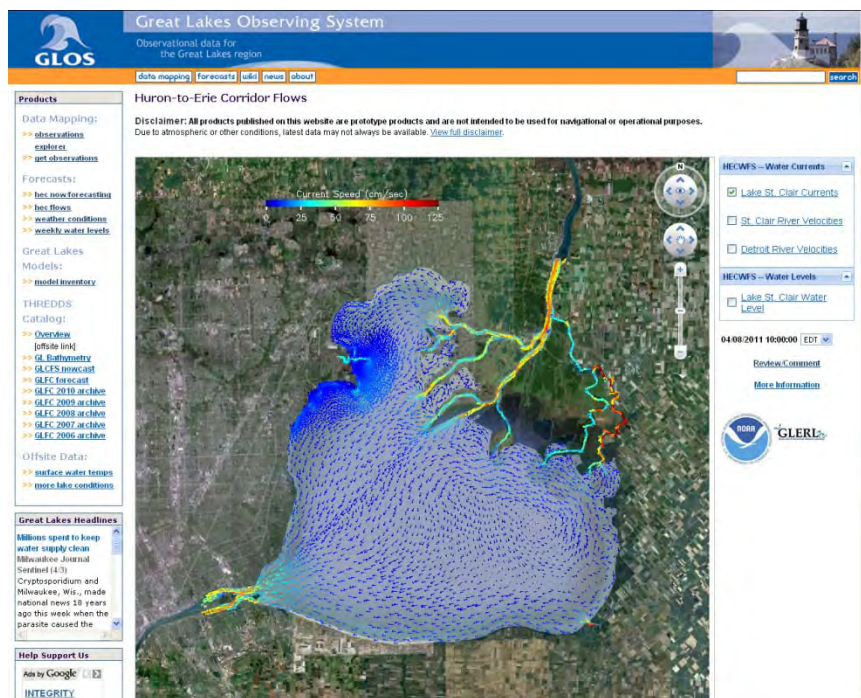 Great Lakes Observing System
Observational data for
the Great Lakes region
GLOS
data mapping forecasts wiki news about
search
Products
Data Mapping:
>> observations
explorer
>> get observations
Forecasts:
>> hec now forecasting
>> hec flows
>> weather conditions
>> weekly water levels
Great Lakes
Models:
>> model inventory
THREDDS
Catalog:
>> Overview
[offsite link]
>> GL Bathymetry
>> GLCFS nowcast
>> GLFC forecast
>> GLFC 2010 archive
>> GLFC 2009 archive
>> GLFC 2008 archive
>> GLFC 2007 archive
>> GLFC 2006 archive
Offsite Data:
>> surface water temps
>> more lake conditions
Great Lakes Headlines
Millions spent to keep
water supply clean
Milwaukee Journal
Sentinel (4/3)
Cryptosporidium and
Milwaukee, Wis., made
national news 18 years
ago this week when the
parasite caused the
Help Support Us
Ads by Google
INTEGRITY
Huron-to-Erie Corridor Flows
Disclaimer: All products published on this website are prototype products and are not intended to be used for navigational or operational purposes.
Due to atmospheric or other conditions, latest data may not always be available. View full disclaimer.
Current Speed (cm/sec)
0 25 50 75 100 125
N
HECWFS -- Water Currents
Lake St. Clair Currents
St. Clair River Velocities
Detroit River Velocities
HECWFS -- Water Levels
Lake St. Clair Water
Level
04/08/2011 10:00:00 EDT
Review/Comment
More Information
NOAA
GLERL